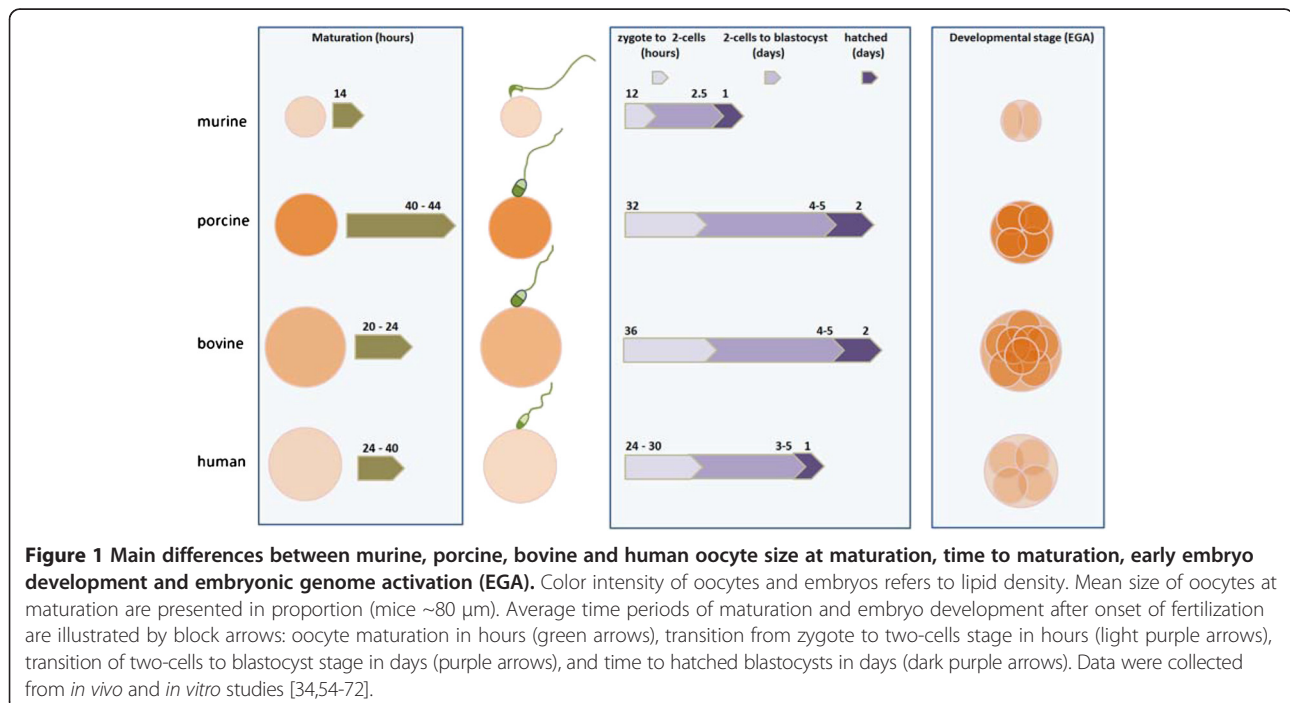 Maturation (hours)
zygote to 2-cells (hours)
2-cells to blastocyst (days)
hatched (days)
Developmental stage (EGA)
murine
14
12
2.5
1
porcine
40 - 44
32
4-5
2
bovine
20 - 24
36
4-5
2
human
24 - 40
24 - 30
3-5
1
Figure 1 Main differences between murine, porcine, bovine and human oocyte size at maturation, time to maturation, early embryo
development and embryonic genome activation (EGA). Color intensity of oocytes and embryos refers to lipid density. Mean size of oocytes at
maturation are presented in proportion (mice ~80 μm). Average time periods of maturation and embryo development after onset of fertilization
are illustrated by block arrows: oocyte maturation in hours (green arrows), transition from zygote to two-cells stage in hours (light purple arrows),
transition of two-cells to blastocyst stage in days (purple arrows), and time to hatched blastocysts in days (dark purple arrows). Data were collected
from in vivo and in vitro studies [34,54-72].